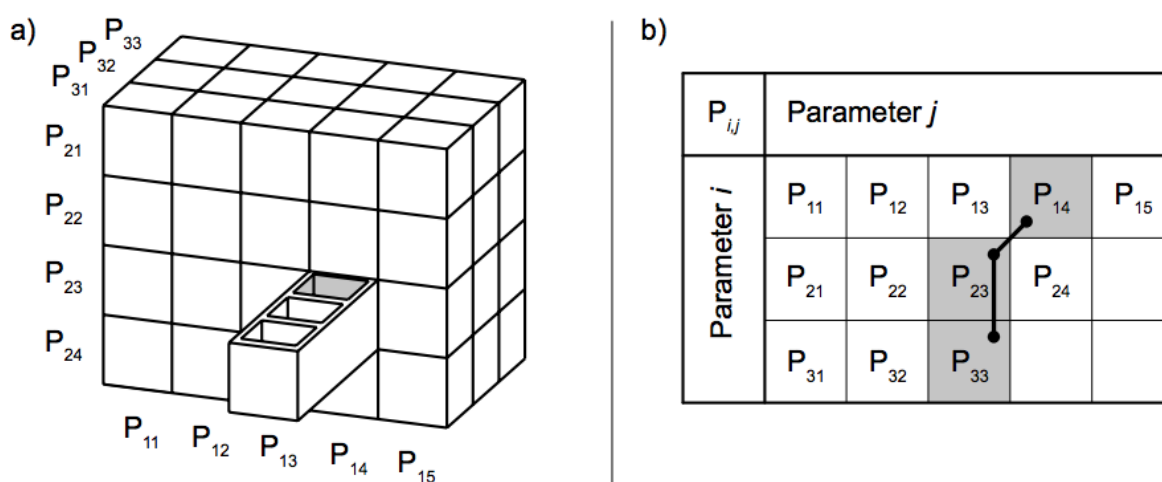 a)
P33
P32
P31
P21
P22
P23
P24
P11
P12
P13
P14
P15
b)
Pi,j Parameter j
Parameter i
P11 P12 P13 P14 P15
P21 P22 P23 P24
P31 P32 P33